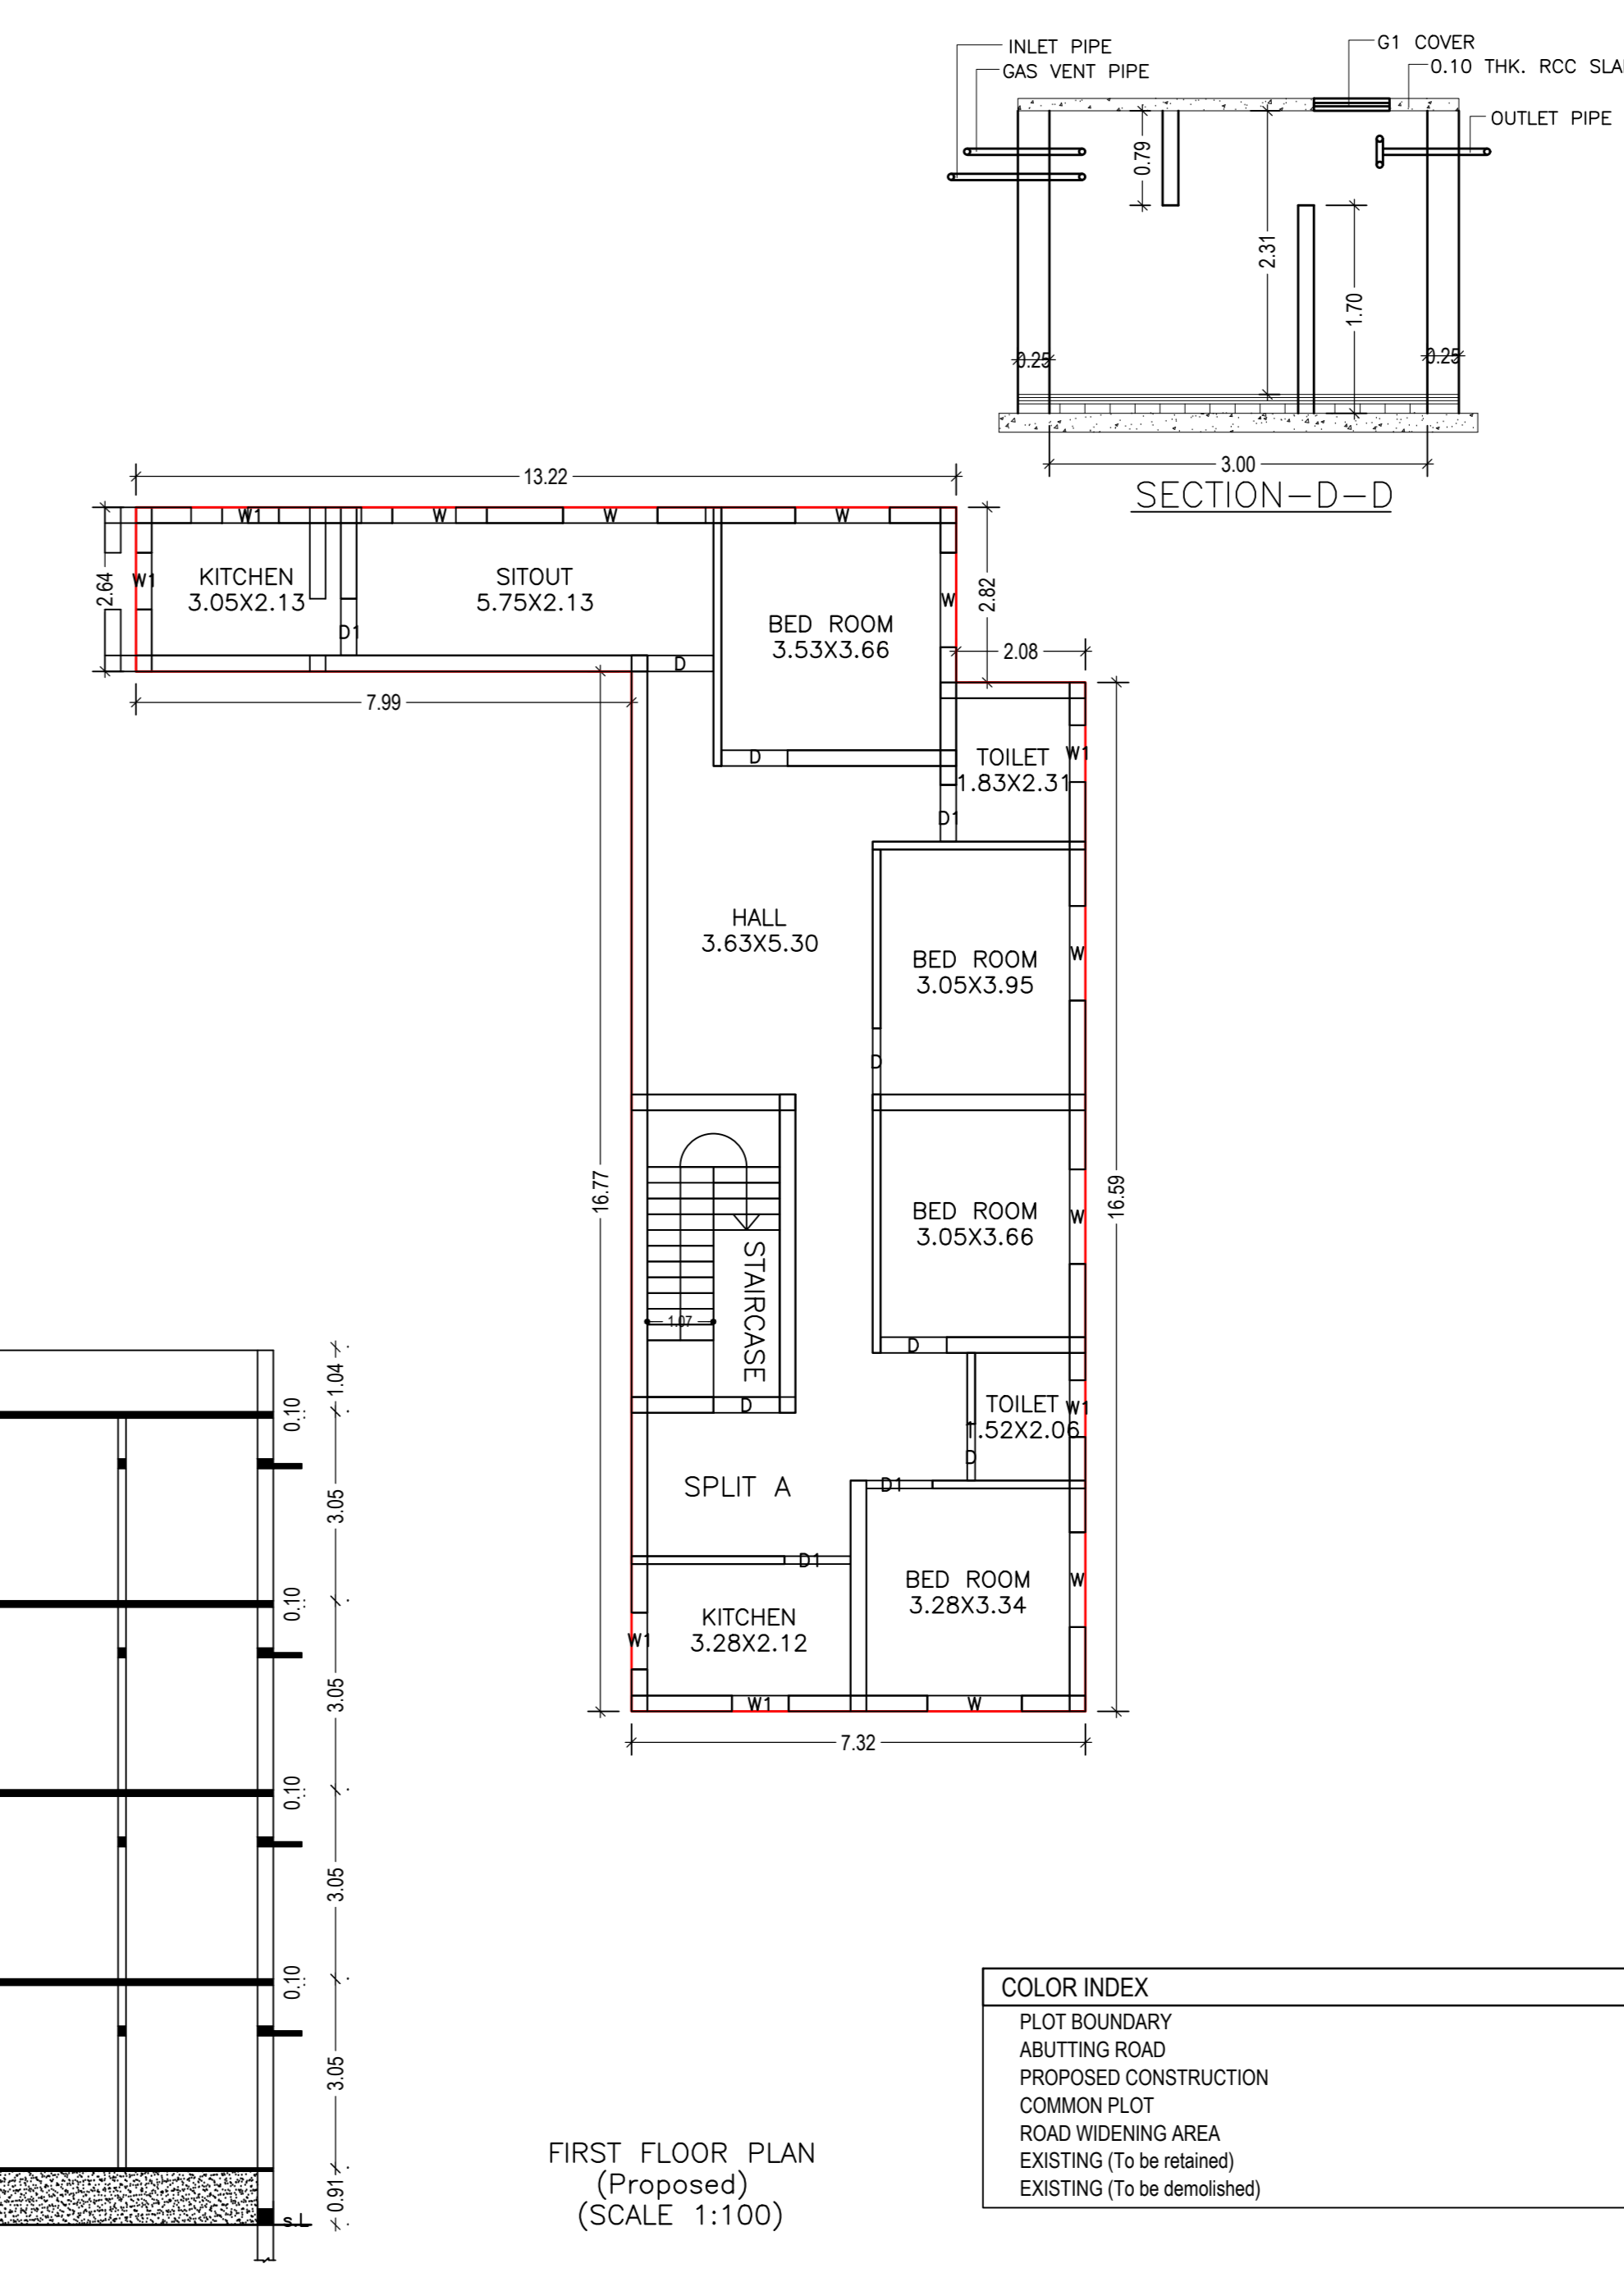 INLET PIPE
GAS VENT PIPE
G1 COVER
0.10 THK. RCC
OUTLET PIPE
0.79
2.31
1.70
0.25
0.25
3.00
SECTION-D-D
13.22
W1
W
W
W
2.64
W1
KITCHEN
3.05X2.13
SITOUT
5.75X2.13
D1
BED ROOM
3.53X3.66
W
2.82
2.08
D
7.99
D
TOILET
1.83X2.31
W1
D1
HALL
3.63X5.30
BED ROOM
3.05X3.95
W
D
16.77
16.59
BED ROOM
3.05X3.66
W
STAIRCASE
1.07
D
D
TOILET
1.52X2.06
W1
D
SPLIT A
D1
D1
BED ROOM
3.28X3.34
W
KITCHEN
3.28X2.12
W1
W1
W
7.32
1.04
0.10
3.05
0.10
3.05
0.10
3.05
0.10
3.05
0.91
s.L
FIRST FLOOR PLAN
(Proposed)
(SCALE 1:100)
COLOR INDEX
PLOT BOUNDARY
ABUTTING ROAD
PROPOSED CONSTRUCTION
COMMON PLOT
ROAD WIDENING AREA
EXISTING (To be retained)
EXISTING (To be demolished)